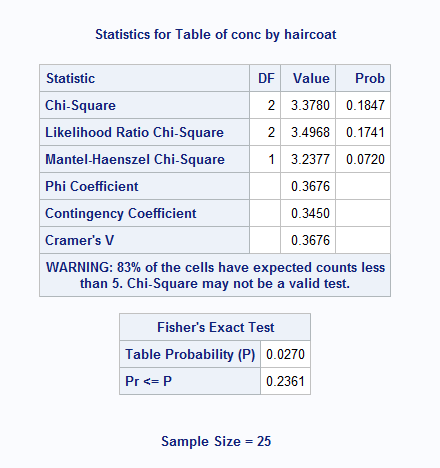 Statistics for Table of conc by haircoat
Statistic DF Value Prob
Chi-Square 2 3.3780 0.1847
Likelihood Ratio Chi-Square 2 3.4968 0.1741
Mantel-Haenszel Chi-Square 1 3.2377 0.0720
Phi Coefficient 0.3676
Contingency Coefficient 0.3450
Cramer's V 0.3676
WARNING: 83% of the cells have expected counts less
than 5. Chi-Square may not be a valid test.
Fisher's Exact Test
Table Probability (P) 0.0270
Pr <= P 0.2361
Sample Size = 25